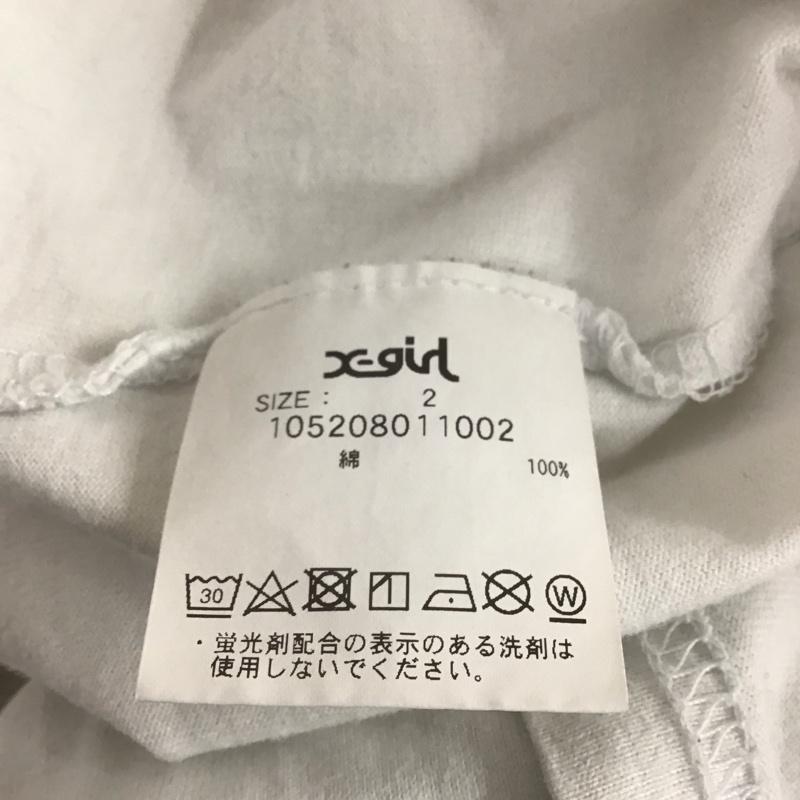 X-girl
SIZE : 2
105208011002
綿 100%
30 W
・蛍光剤配合の表示のある洗剤は
使用しないでください。